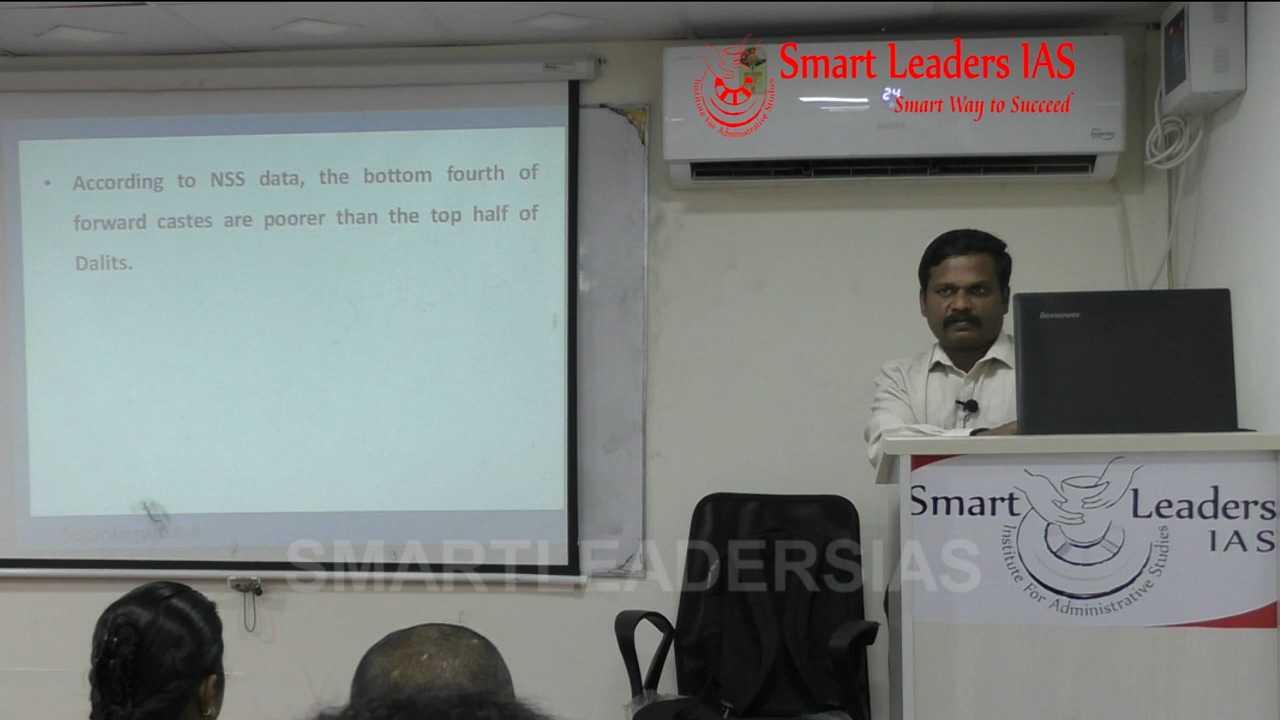 • According to NSS data, the bottom fourth of
forward castes are poorer than the top half of
Dalits.
Smart Leaders IAS
Smart Way to Succeed
Institute For Administrative Studies
24
lenovo
Smart Leaders
IAS
Institute For Administrative Studies
SMARTLEADERSIAS